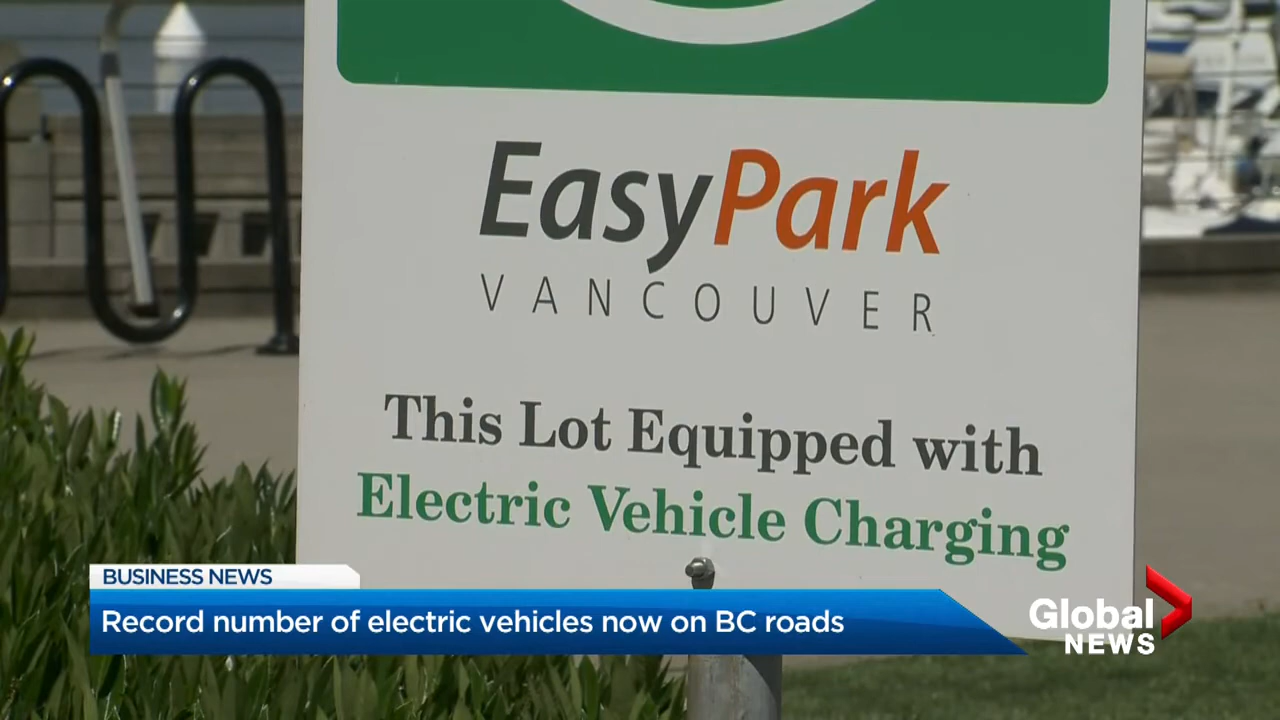 EasyPark
VANCOUVER
This Lot Equipped with
Electric Vehicle Charging
BUSINESS NEWS
Record number of electric vehicles now on BC roads
Global
NEWS